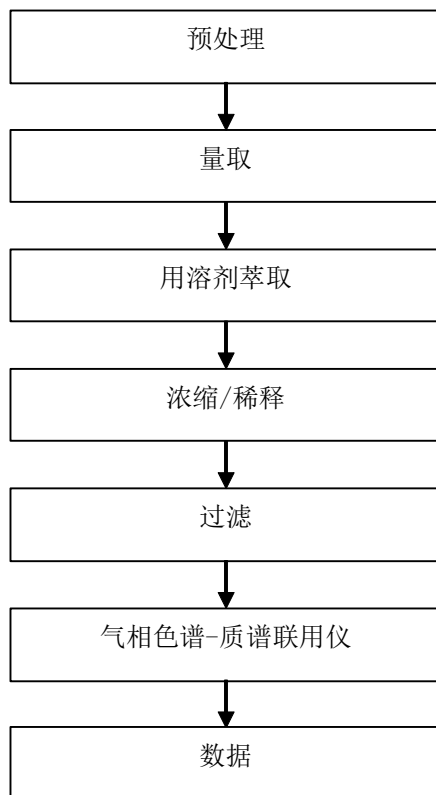 预处理
量取
用溶剂萃取
浓缩/稀释
过滤
气相色谱-质谱联用仪
数据